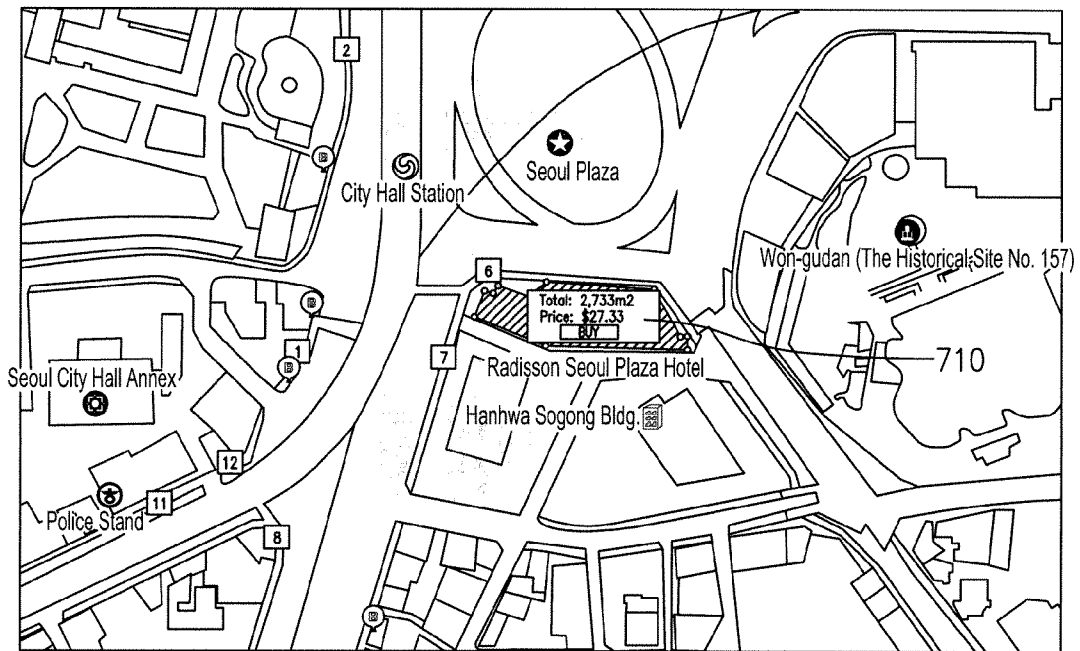 2
Seoul Plaza
City Hall Station
Won-gudan (The Historical Site No. 157)
6
Total: 2,733m2
Price: $27.33
BUY
7
1
Radisson Seoul Plaza Hotel
710
Seoul City Hall Annex
Hanhwa Sogong Bldg.
12
11
Police Stand
8
B
B
B
B